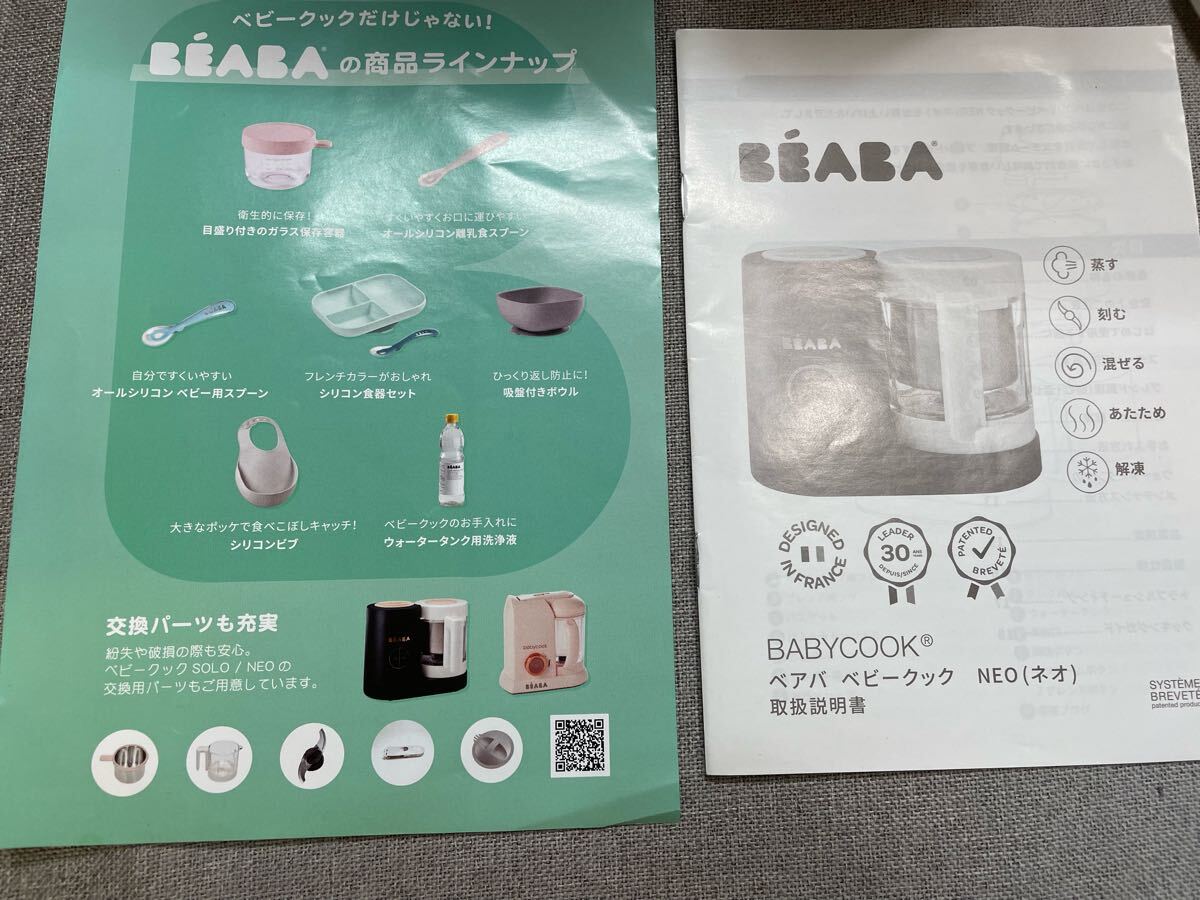 ベビークックだけじゃない!
BÉABA®の商品ラインナップ
衛生的に保存!
目盛り付きのガラス保存容器
すくいやすくお口に運びやすい
オールシリコン離乳食スプーン
自分ですくいやすい
オールシリコン ベビー用スプーン
フレンチカラーがおしゃれ
シリコン食器セット
ひっくり返し防止に!
吸盤付きボウル
大きなポッケで食べこぼしキャッチ!
シリコンビブ
BÉABA
ベビークックのお手入れに
ウォータータンク用洗浄液
交換パーツも充実
紛失や破損の際も安心。
ベビークックSOLO / NEOの
交換用パーツもご用意しています。
BÉABA
babycook
BÉABA
BÉABA®
BÉABA
蒸す
刻む
混ぜる
あたため
解凍
DESIGNED
IN FRANCE
LEADER
30 ANS
YEARS
DEPUIS/SINCE
PATENTED
BREVETÉ
BABYCOOK®
ベアバ ベビークック NEO(ネオ)
取扱説明書
SYSTÈME
BREVETÉ
patented produc